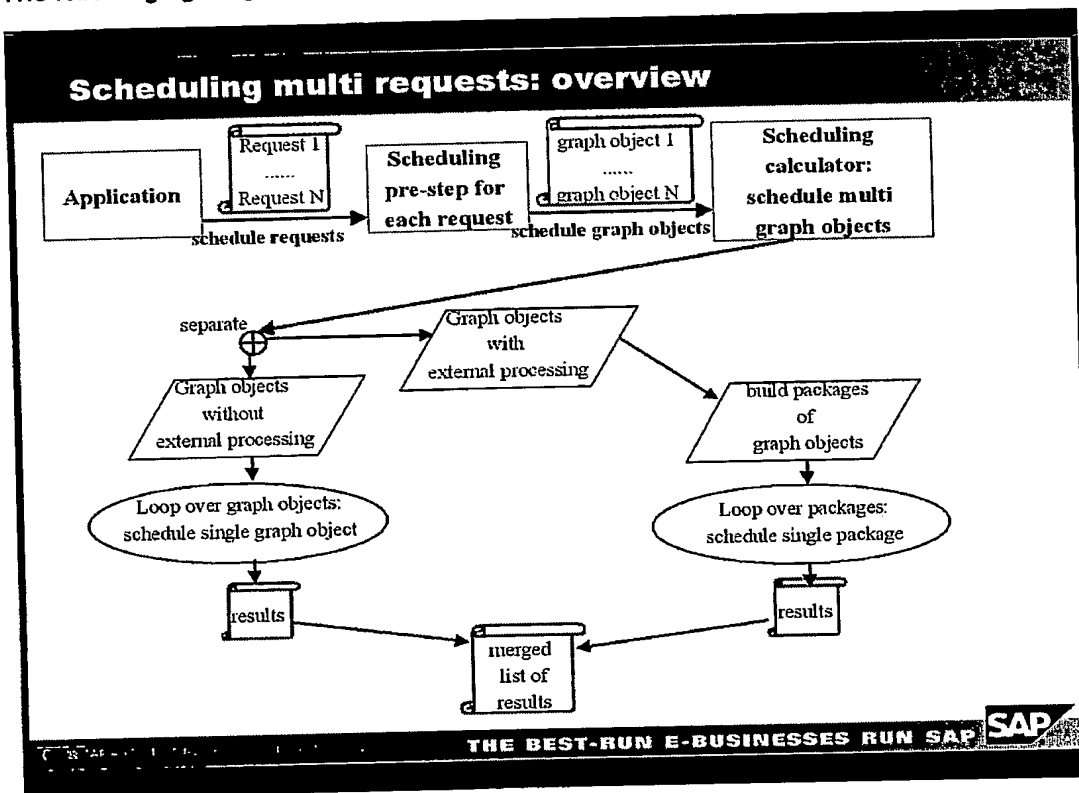 Scheduling multi requests: overview
Application
Request 1
......
Request N
schedule requests
Scheduling
pre-step for
each request
graph object 1
......
graph object N
schedule graph objects
Scheduling
calculator:
schedule multi
graph objects
separate
Graph objects
with
external processing
Graph objects
without
external processing
build packages
of
graph objects
Loop over graph objects:
schedule single graph object
Loop over packages:
schedule single package
results
results
merged
list of
results
THE BEST-RUN E-BUSINESSES RUN SAP
SAP